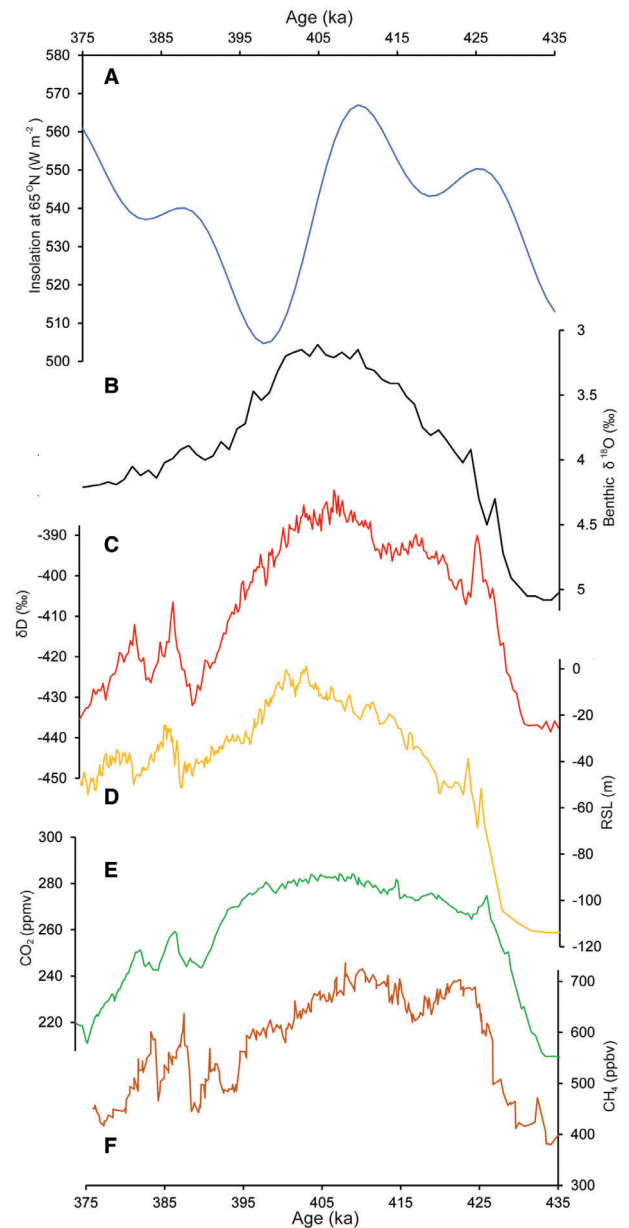 Age (ka)
375 385 395 405 415 425 435
580
570
560
550
540
530
520
510
500
Insolation at 65°N (W m-2)
A
3
3.5
4
4.5
5
Benthic δ 18O (‰)
B
-390
-400
-410
-420
-430
-440
-450
δD (‰)
C
0
-20
-40
-60
-80
-100
-120
RSL (m)
D
300
280
260
240
220
CO2 (ppmv)
E
700
600
500
400
300
CH4 (ppbv)
F
375 385 395 405 415 425 435
Age (ka)